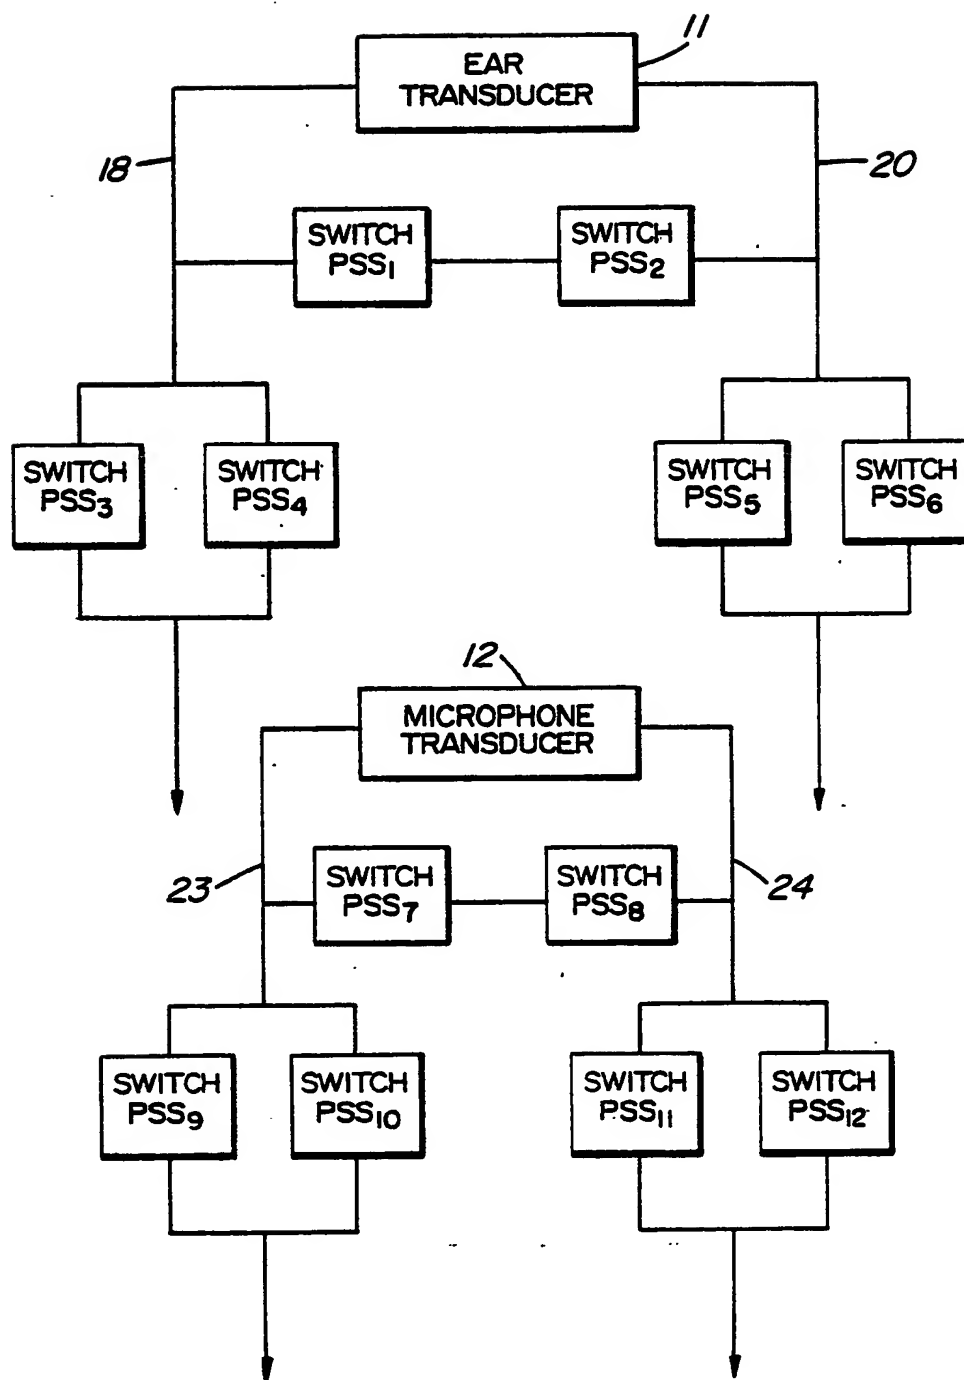 11
EAR
TRANSDUCER
18
20
SWITCH
PSS1
SWITCH
PSS2
SWITCH
PSS3
SWITCH
PSS4
SWITCH
PSS5
SWITCH
PSS6
12
MICROPHONE
TRANSDUCER
23
24
SWITCH
PSS7
SWITCH
PSS8
SWITCH
PSS9
SWITCH
PSS10
SWITCH
PSS11
SWITCH
PSS12